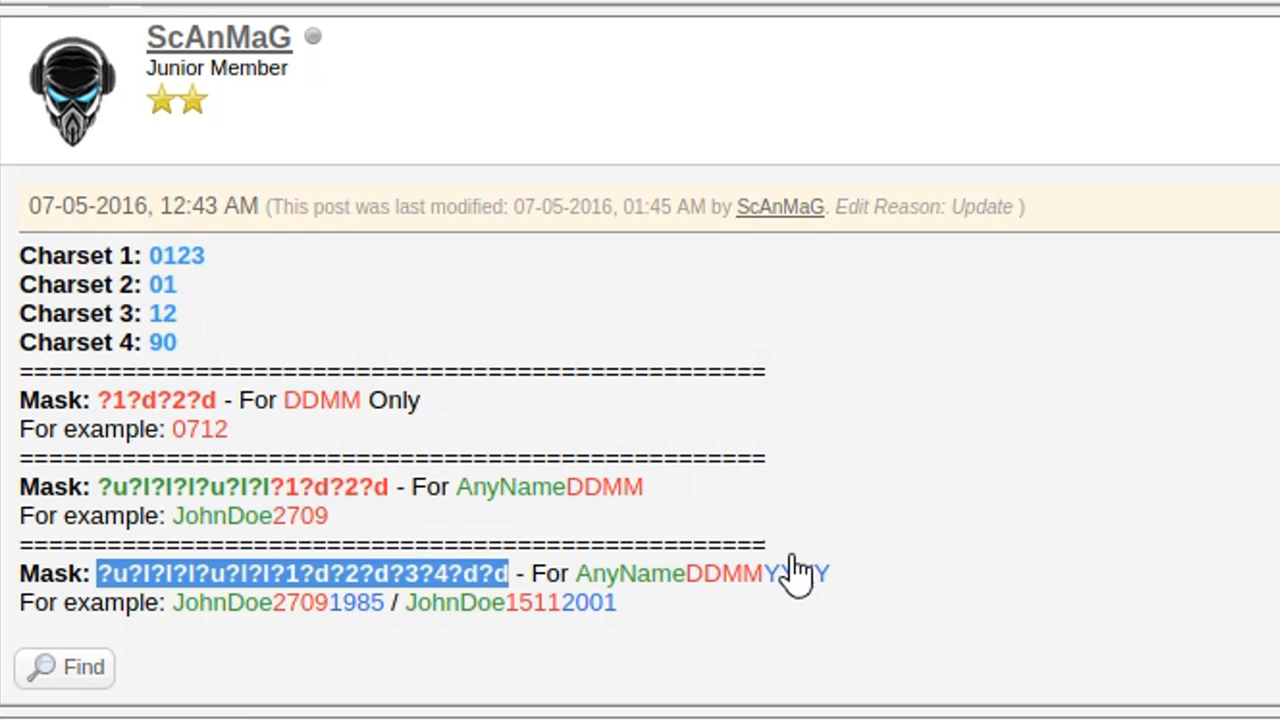 ScAnMaG
Junior Member
07-05-2016, 12:43 AM (This post was last modified: 07-05-2016, 01:45 AM by ScAnMaG. Edit Reason: Update )
Charset 1: 0123
Charset 2: 01
Charset 3: 12
Charset 4: 90
===================================================
Mask: ?1?d?2?d - For DDMM Only
For example: 0712
===================================================
Mask: ?u?l?l?l?u?l?l?1?d?2?d - For AnyNameDDMM
For example: JohnDoe2709
===================================================
Mask: ?u?l?l?l?u?l?l?1?d?2?d?3?4?d?d - For AnyNameDDMMYYYY
For example: JohnDoe27091985 / JohnDoe15112001
Find